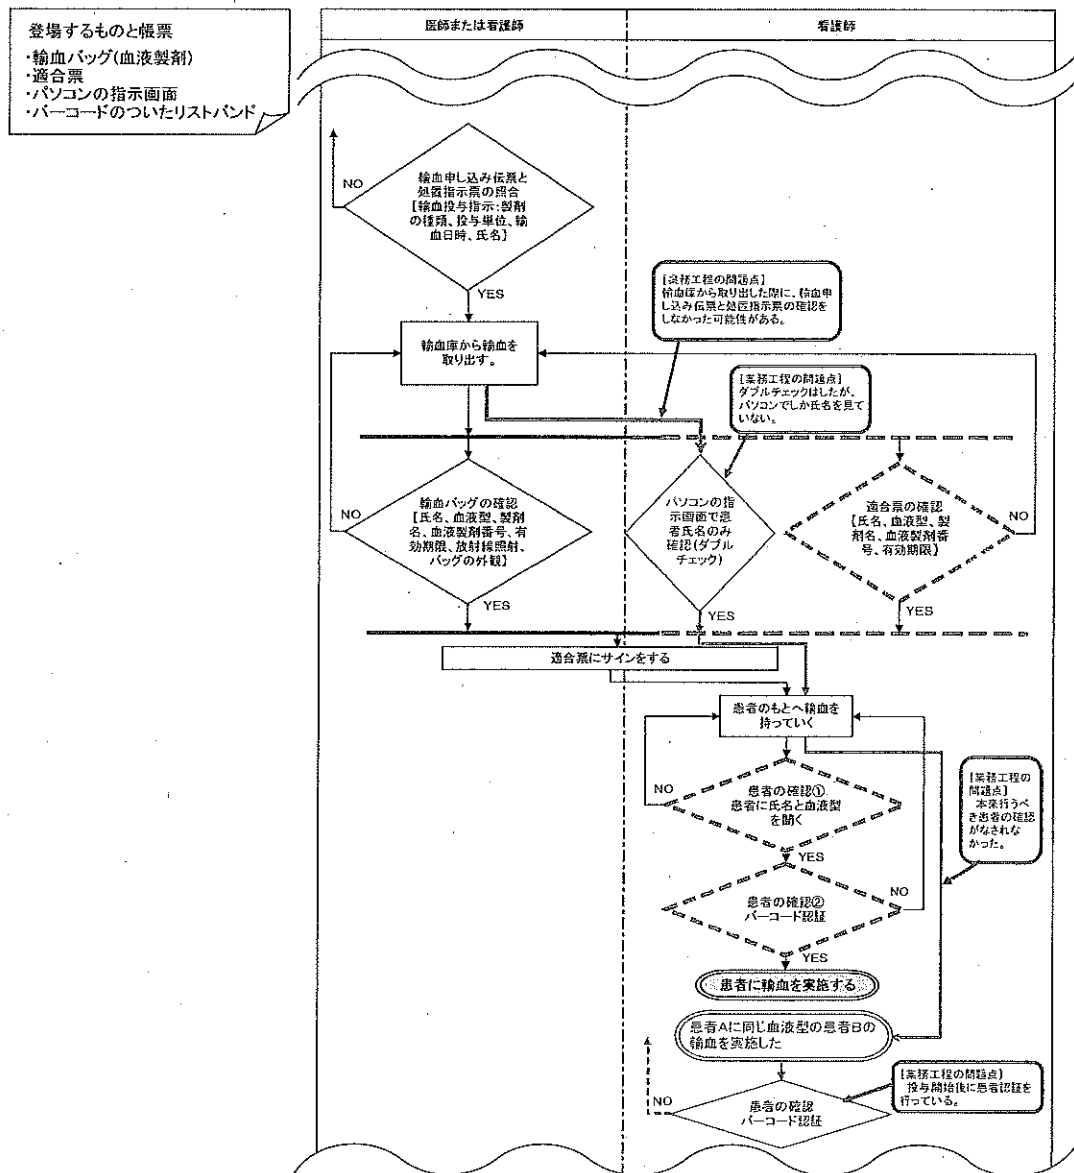 登場するものと帳票
・輸血バッグ(血液製剤)
・適合票
・パソコンの指示画面
・バーコードのついたリストバンド
医師または看護師
看護師
輸血申し込み伝票と
処置指示票の照合
[輸血投与指示:製剤
の種類、投与単位、輸
血日時、氏名]
NO
YES
[業務工程の問題点]
輸血庫から取り出した際に、輸血申
し込み伝票と処置指示票の確認を
しなかった可能性がある。
輸血庫から輸血を
取り出す。
[業務工程の問題点]
ダブルチェックはしたが、
パソコンでしか氏名を見て
いない。
輸血バッグの確認
[氏名、血液型、製剤
名、血液製剤番号、有
効期限、放射線照射、
バッグの外観]
NO
YES
パソコンの指
示画面で患
者氏名のみ
確認(ダブル
チェック)
YES
適合票の確認
[氏名、血液型、製
剤名、血液製剤番
号、有効期限]
NO
YES
適合票にサインをする
患者のもとへ輸血を
持っていく
患者の確認①
患者に氏名と血液型
を聞く
NO
YES
[業務工程の
問題点]
本来行うべ
き患者の確認
がなされな
かった。
患者の確認②
バーコード認証
NO
YES
患者に輸血を実施する
患者Aに同じ血液型の患者Bの
輸血を実施した
[業務工程の問題点]
投与開始後に患者認証を
行っている。
患者の確認
バーコード認証
NO